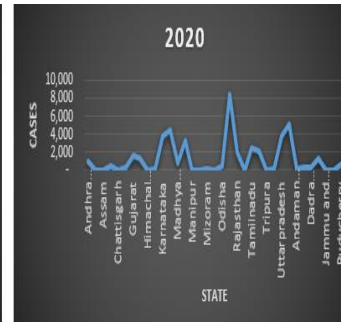 2020
10,000
8,000
6,000
4,000
2,000
-
CASES
Andhra...
Assam
Chattisgarh
Gujarat
Himachal...
Karnataka
Madhya...
Manipur
Mizoram
Odisha
Rajasthan
Tamilnadu
Tripura
Uttarpradesh
Andaman...
Dadra...
Jammu and...
Puducherry
STATE